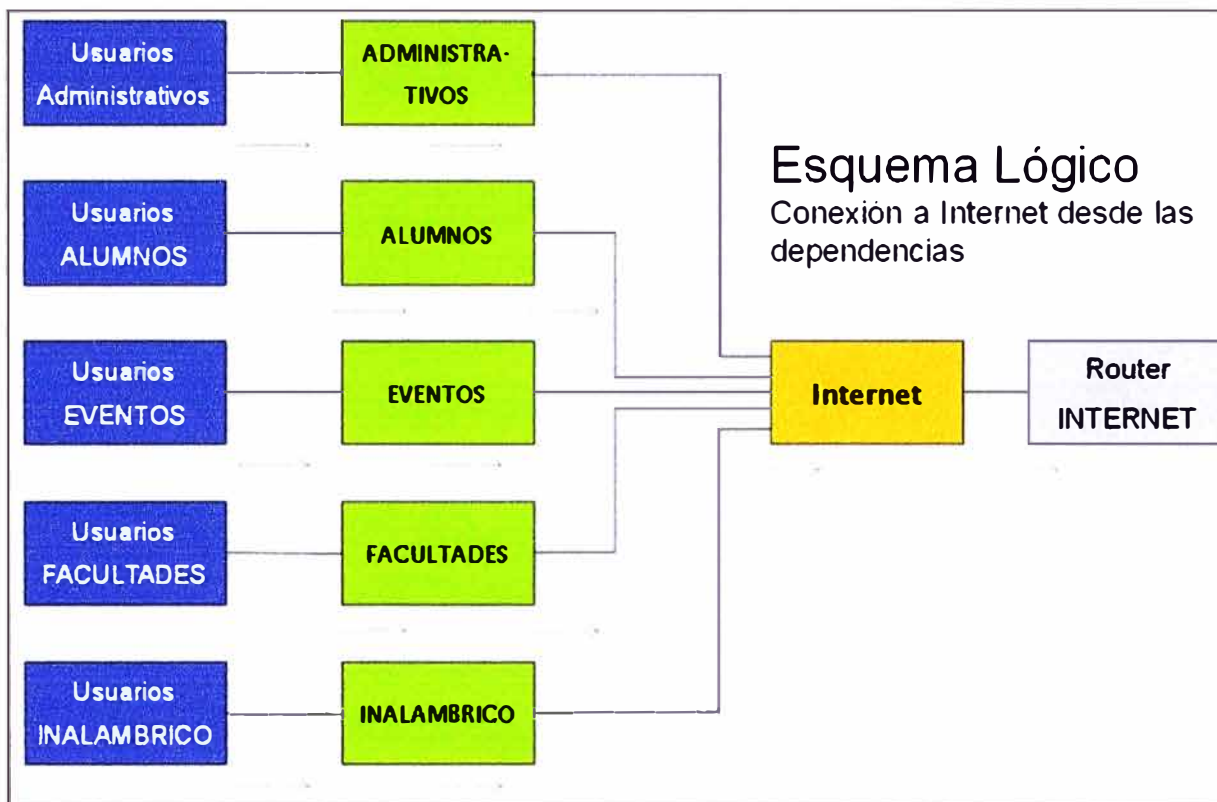 Usuarios
Administrativos
ADMINISTRA-
TIVOS
Esquema Lógico
Conexión a Internet desde las
dependencias
Usuarios
ALUMNOS
ALUMNOS
Usuarios
EVENTOS
EVENTOS
Internet
Router
INTERNET
Usuarios
FACULTADES
FACULTADES
Usuarios
INALAMBRICO
INALAMBRICO